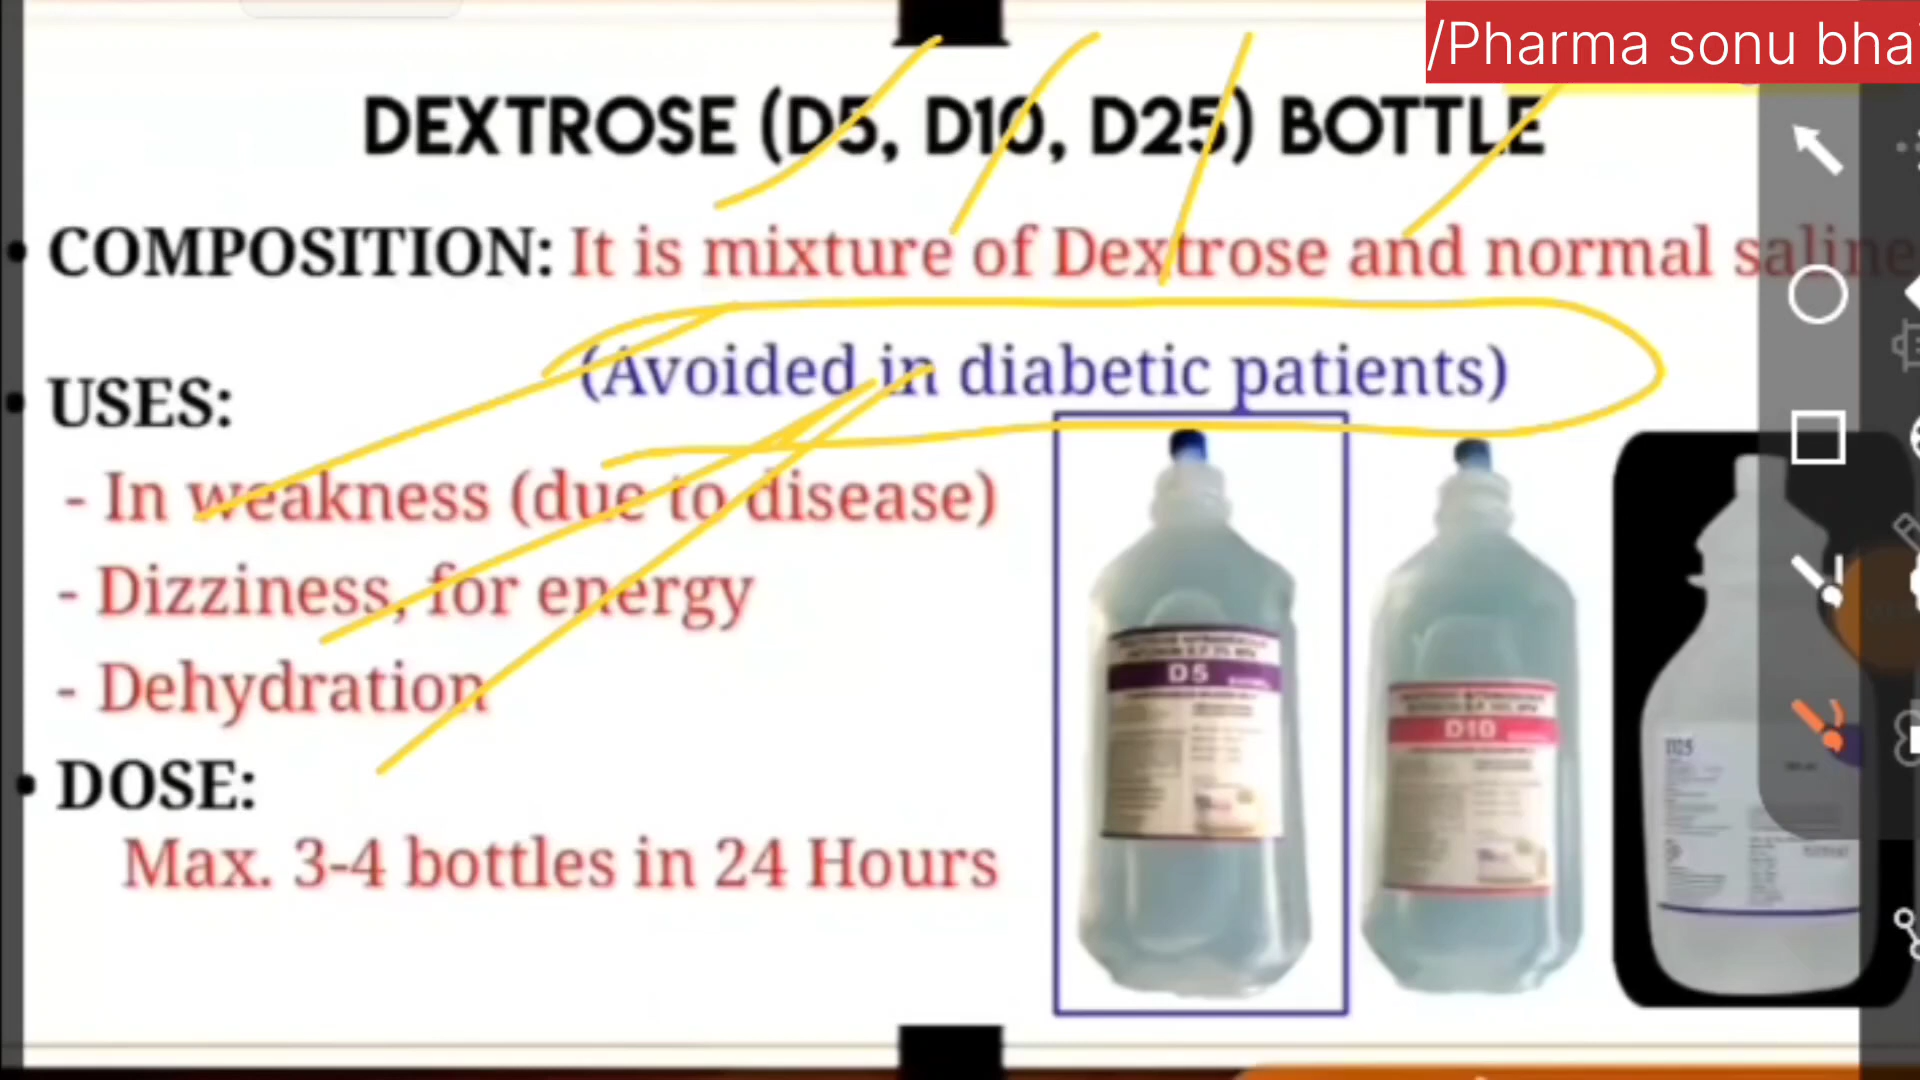 /Pharma sonu bhai
DEXTROSE (D5, D10, D25) BOTTLE
• COMPOSITION: It is mixture of Dextrose and normal saline
(Avoided in diabetic patients)
• USES:
- In weakness (due to disease)
- Dizziness, for energy
- Dehydration
• DOSE:
Max. 3-4 bottles in 24 Hours
D5
D10
D25